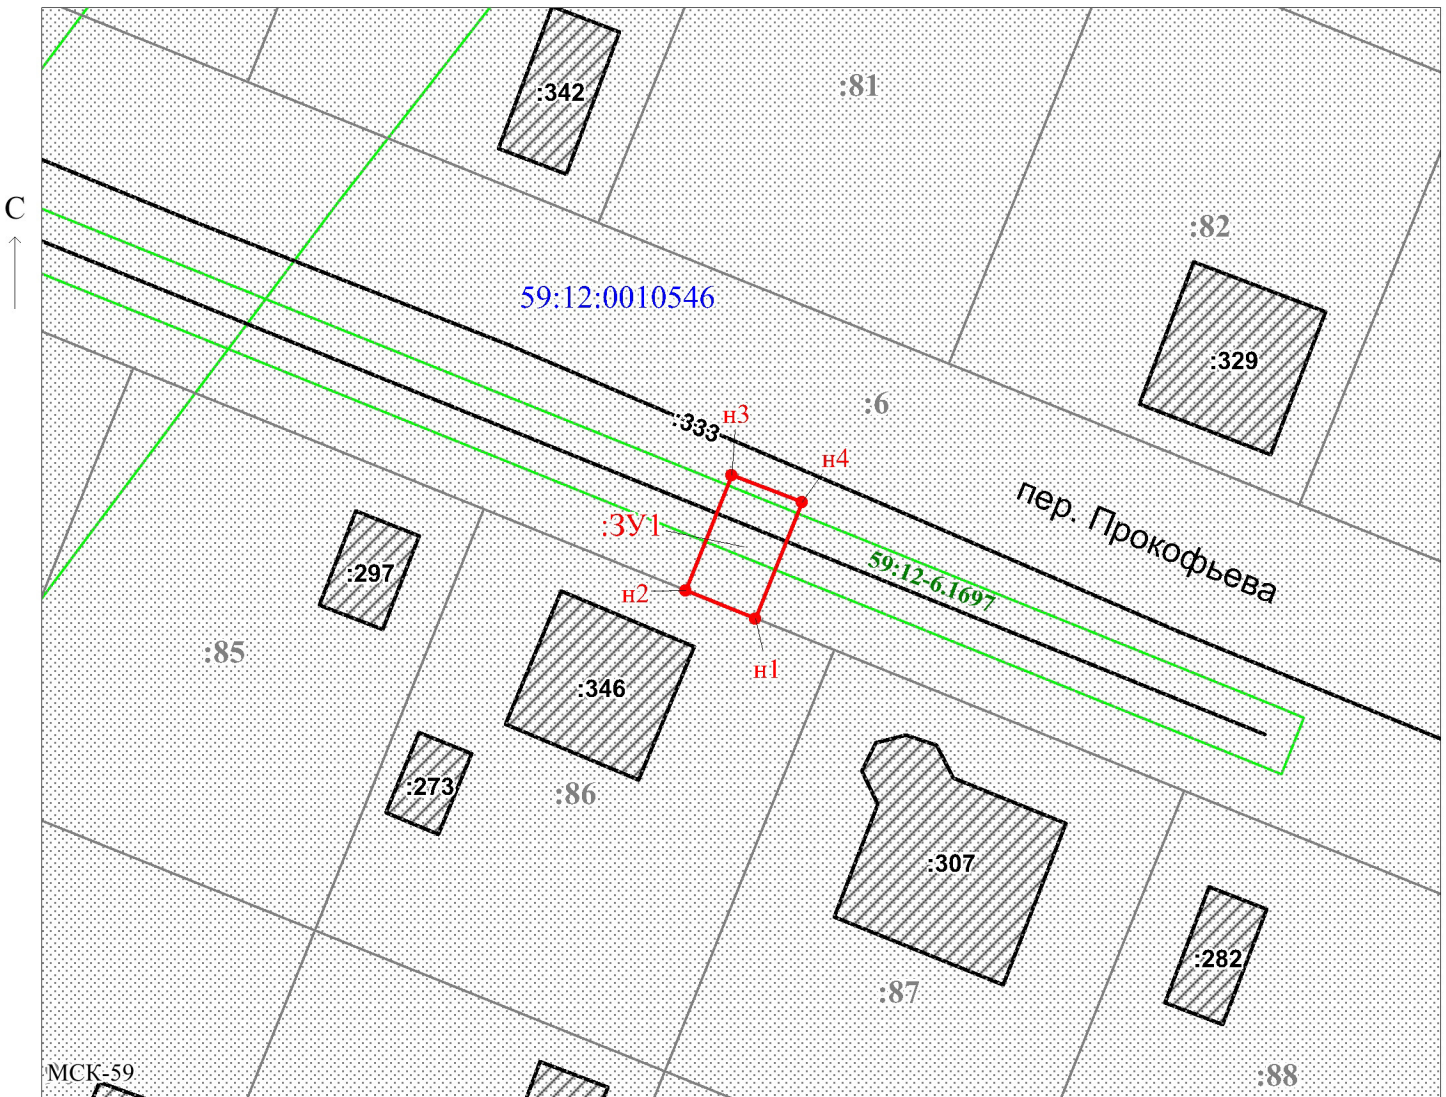 :81
:342
С
:82
59:12:0010546
:329
:6
н3
:333
н4
пер. Прокофьева
:ЗУ1
59:12-6.1697
:297
н2
:85
н1
:346
:273
:86
:307
:282
:87
МСК-59
:88